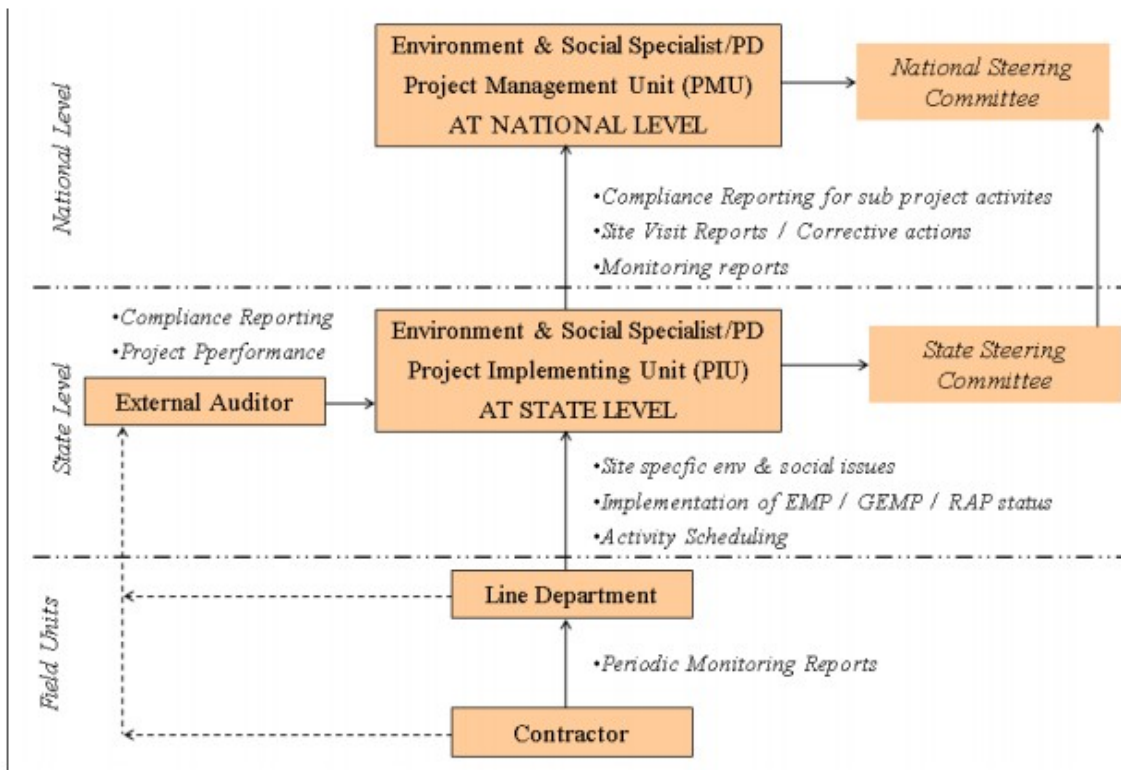 National Level
Environment & Social Specialist/PD
Project Management Unit (PMU)
AT NATIONAL LEVEL
National Steering
Committee
•Compliance Reporting for sub project activites
•Site Visit Reports / Corrective actions
•Monitoring reports
State Level
•Compliance Reporting
•Project Pperformance
External Auditor
Environment & Social Specialist/PD
Project Implementing Unit (PIU)
AT STATE LEVEL
State Steering
Committee
•Site specfic env & social issues
•Implementation of EMP / GEMP / RAP status
•Activity Scheduling
Field Units
Line Department
•Periodic Monitoring Reports
Contractor